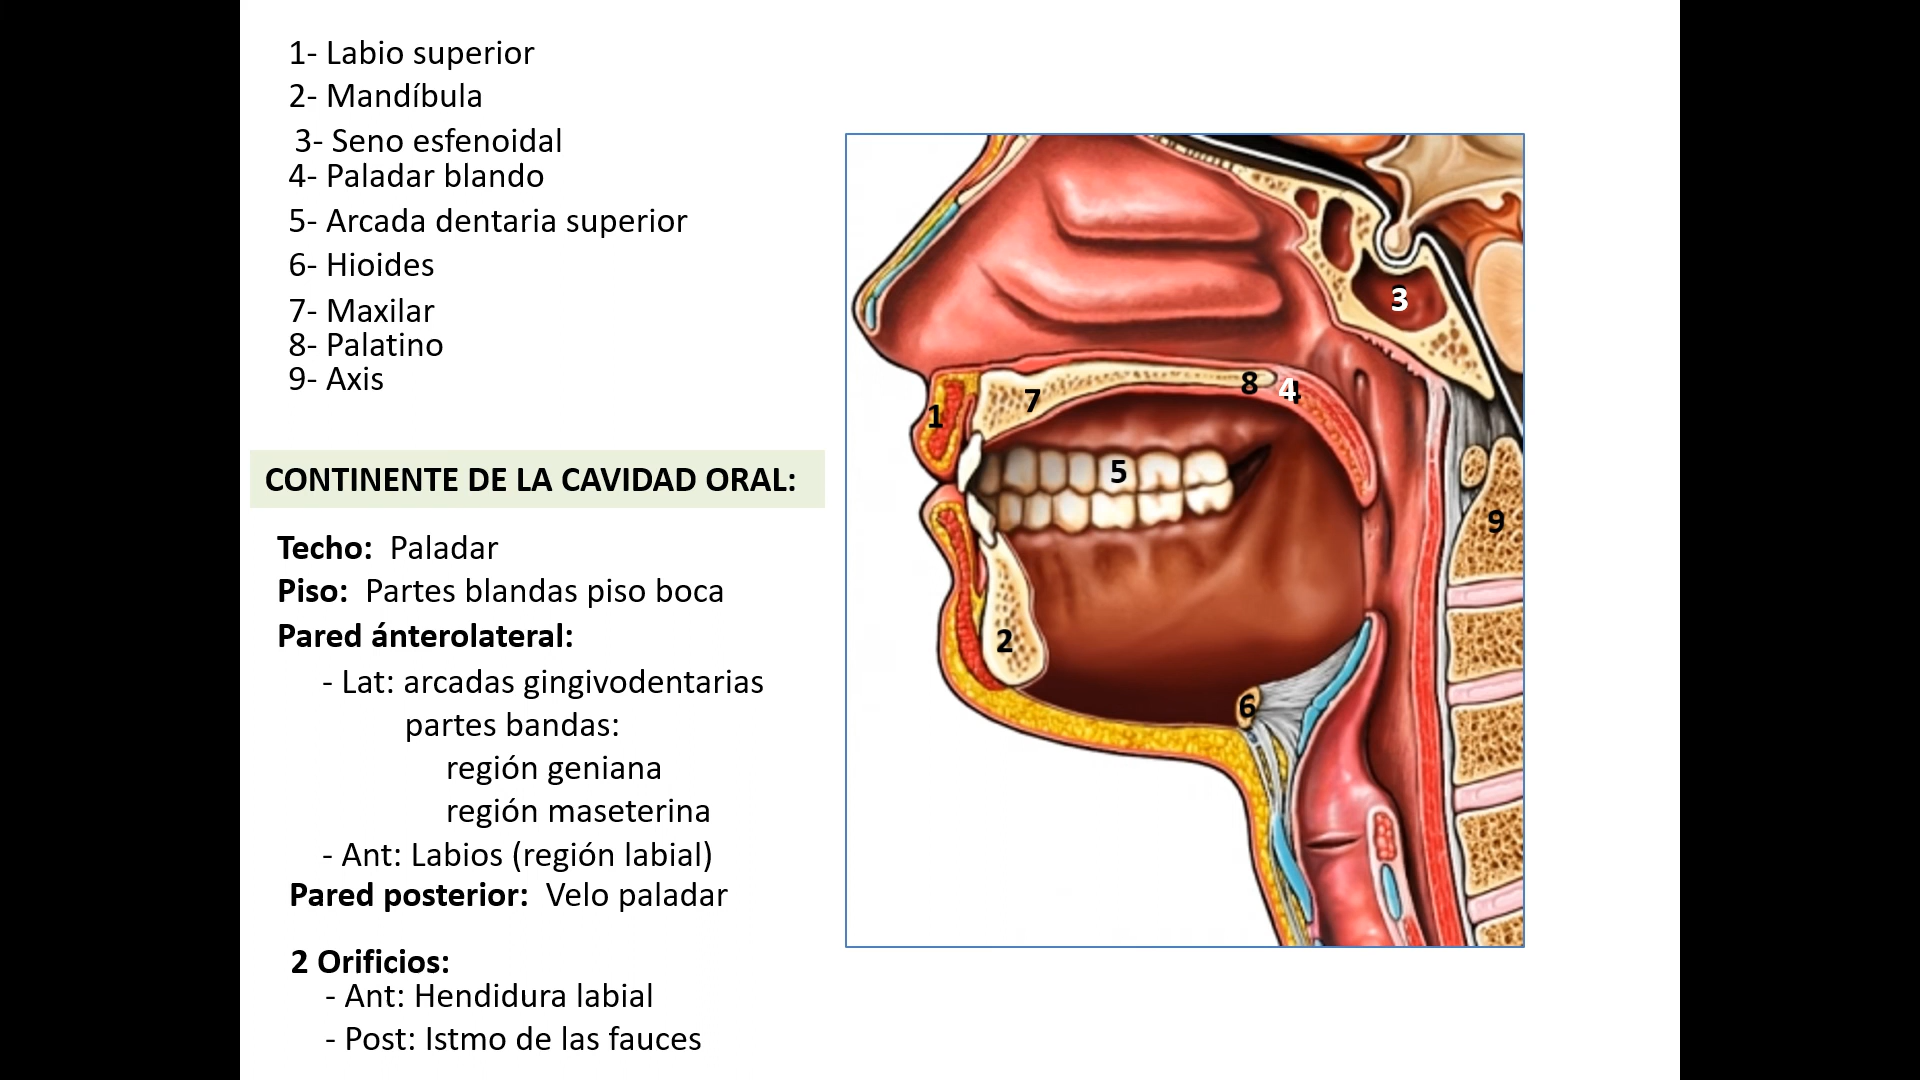 1- Labio superior
2- Mandíbula
3- Seno esfenoidal
4- Paladar blando
5- Arcada dentaria superior
6- Hioides
7- Maxilar
8- Palatino
9- Axis
CONTINENTE DE LA CAVIDAD ORAL:
Techo: Paladar
Piso: Partes blandas piso boca
Pared ánterolateral:
- Lat: arcadas gingivodentarias
partes bandas:
región geniana
región maseterina
- Ant: Labios (región labial)
Pared posterior: Velo paladar
2 Orificios:
- Ant: Hendidura labial
- Post: Istmo de las fauces
3
8 4
7
1
5
9
2
6